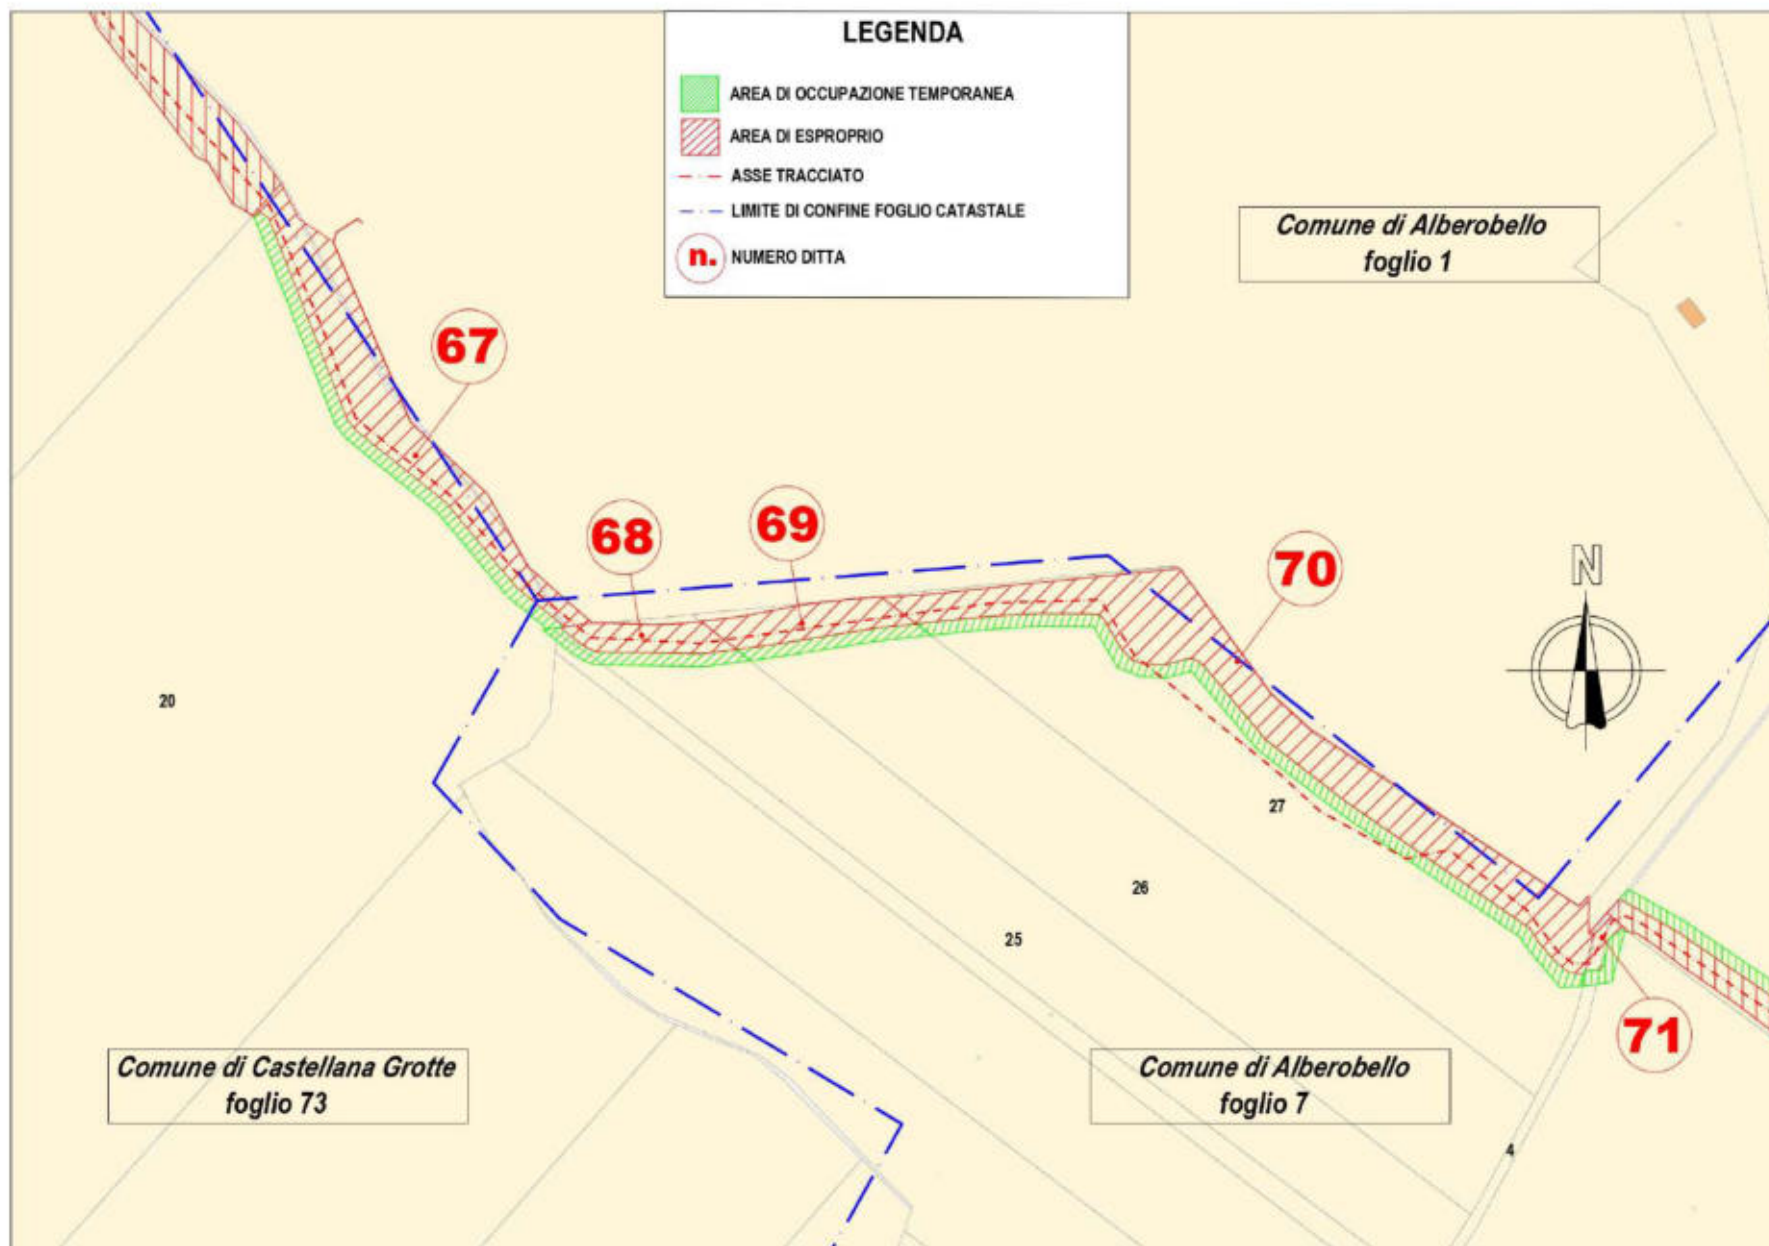 LEGENDA
AREA DI OCCUPAZIONE TEMPORANEA
AREA DI ESPROPRIO
ASSE TRACCIATO
LIMITE DI CONFINE FOGLIO CATASTALE
n. NUMERO DITTA
Comune di Alberobello
foglio 1
67
68
69
70
N
20
27
26
25
71
Comune di Castellana Grotte
foglio 73
Comune di Alberobello
foglio 7
4